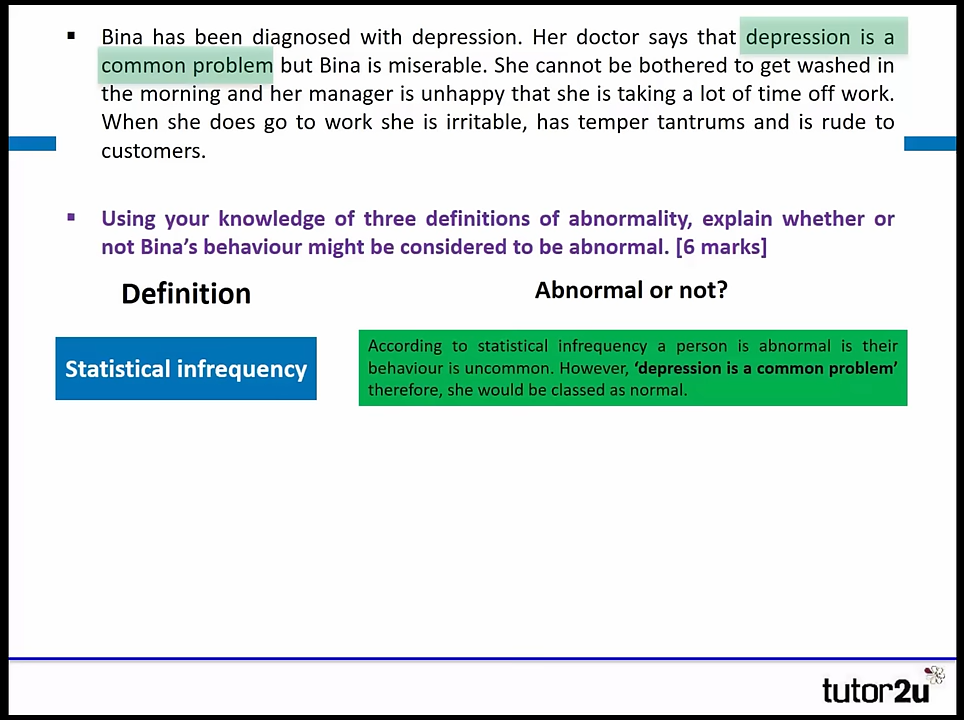 ▪ Bina has been diagnosed with depression. Her doctor says that depression is a
common problem but Bina is miserable. She cannot be bothered to get washed in
the morning and her manager is unhappy that she is taking a lot of time off work.
When she does go to work she is irritable, has temper tantrums and is rude to
customers.
▪ Using your knowledge of three definitions of abnormality, explain whether or
not Bina’s behaviour might be considered to be abnormal. [6 marks]
Definition
Abnormal or not?
Statistical infrequency
According to statistical infrequency a person is abnormal is their
behaviour is uncommon. However, ‘depression is a common problem’
therefore, she would be classed as normal.
tutor2u